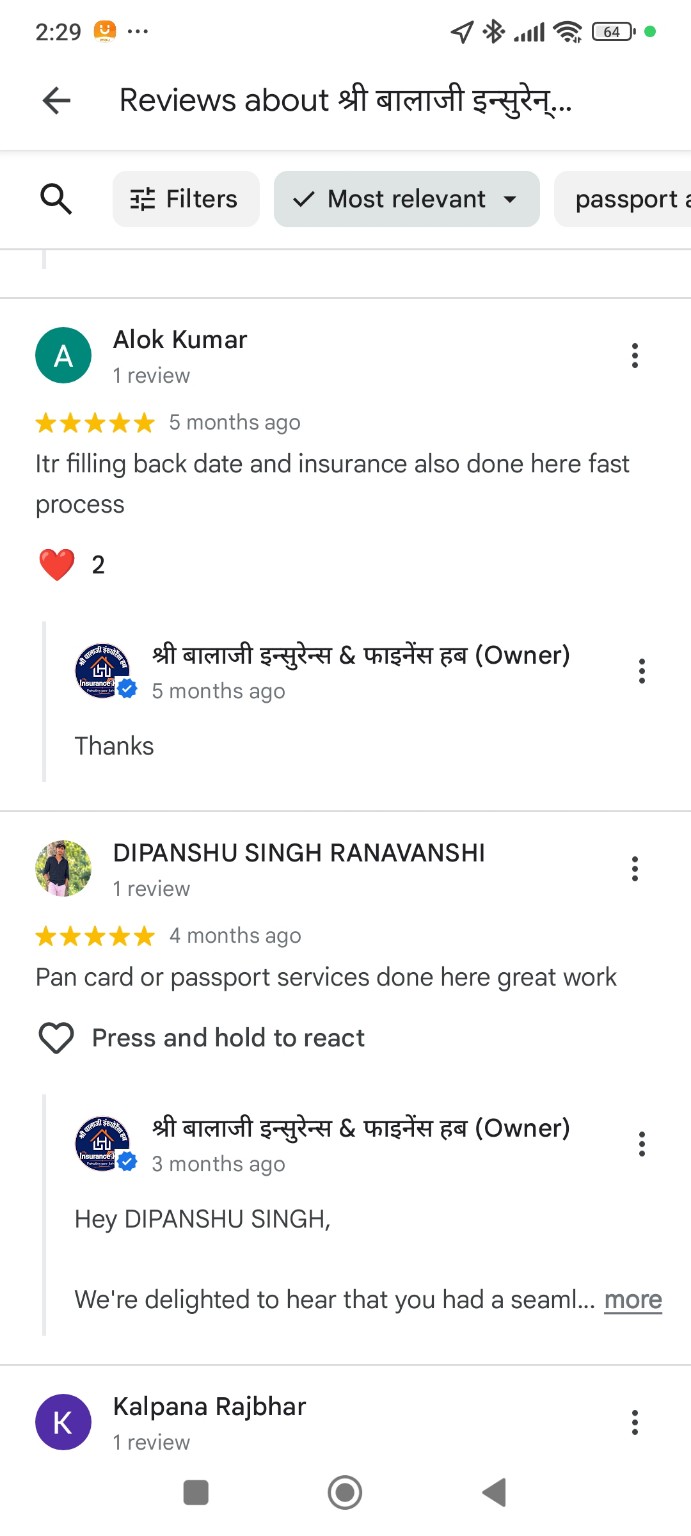 2:29
64
Reviews about श्री बालाजी इन्सुरेन्...
Filters
Most relevant
passport a
A
Alok Kumar
1 review
5 months ago
Itr filling back date and insurance also done here fast
process
2
श्री बालाजी इन्सुरेन्स & फाइनेंस हब (Owner)
5 months ago
Thanks
DIPANSHU SINGH RANAVANSHI
1 review
4 months ago
Pan card or passport services done here great work
Press and hold to react
श्री बालाजी इन्सुरेन्स & फाइनेंस हब (Owner)
3 months ago
Hey DIPANSHU SINGH,
We're delighted to hear that you had a seaml... more
K
Kalpana Rajbhar
1 review